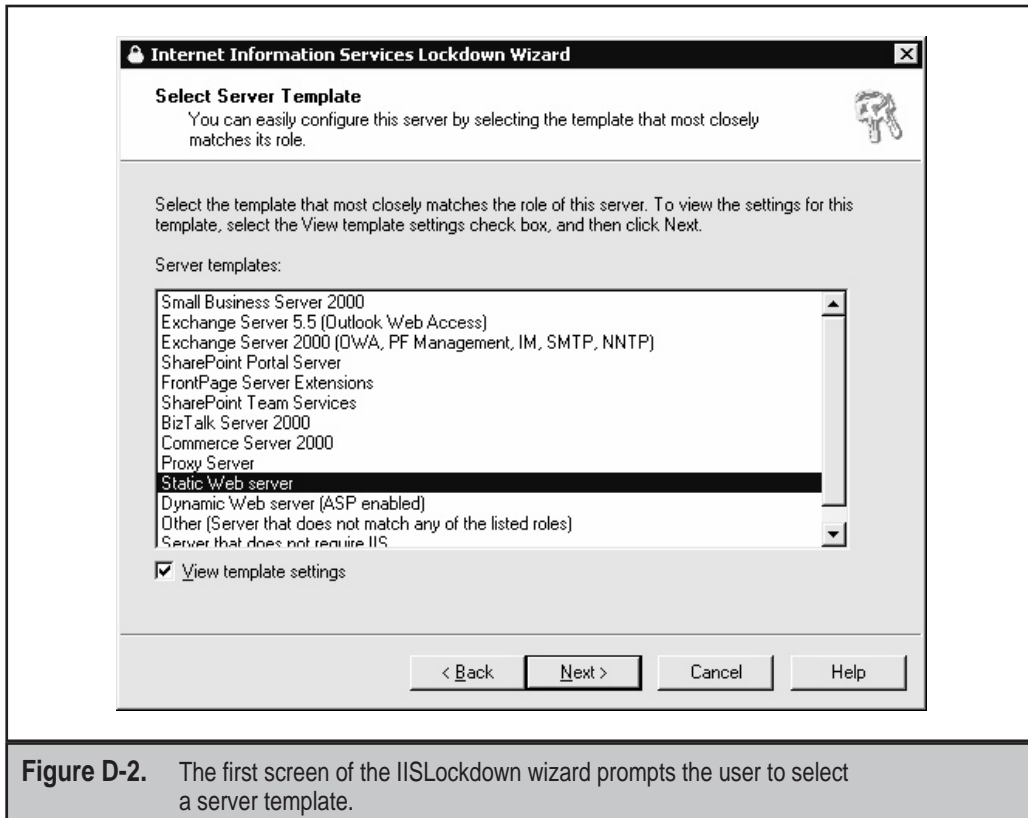 Internet Information Services Lockdown Wizard
Select Server Template
You can easily configure this server by selecting the template that most closely
matches its role.
Select the template that most closely matches the role of this server. To view the settings for this
template, select the View template settings check box, and then click Next.
Server templates:
Small Business Server 2000
Exchange Server 5.5 (Outlook Web Access)
Exchange Server 2000 (OWA, PF Management, IM, SMTP, NNTP)
SharePoint Portal Server
FrontPage Server Extensions
SharePoint Team Services
BizTalk Server 2000
Commerce Server 2000
Proxy Server
Static Web server
Dynamic Web server (ASP enabled)
Other (Server that does not match any of the listed roles)
Server that does not require IIS
View template settings
< Back Next > Cancel Help
Figure D-2. The first screen of the IISLockdown wizard prompts the user to select
a server template.